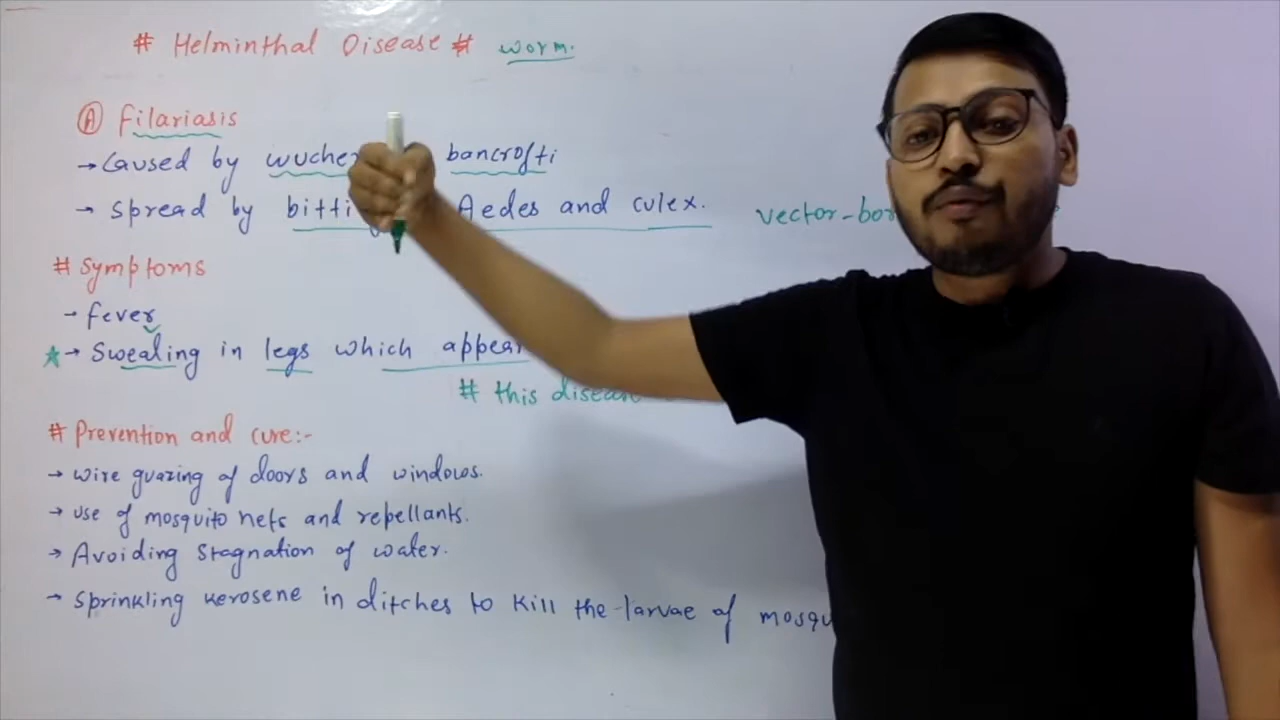 # Helminthal Disease # worm.
(A) Filariasis
→ Caused by wucher bancrofti
→ Spread by bitti Aedes and culex. vector-bor
# Symptoms
- fever
* → Swealing in legs which appear
# this disease
# Prevention and cure:-
→ wire guazing of doors and windows.
→ use of mosquito nets and repellants.
→ Avoiding stagnation of water.
→ Sprinkling kerosene in ditches to kill the larvae of mosqu